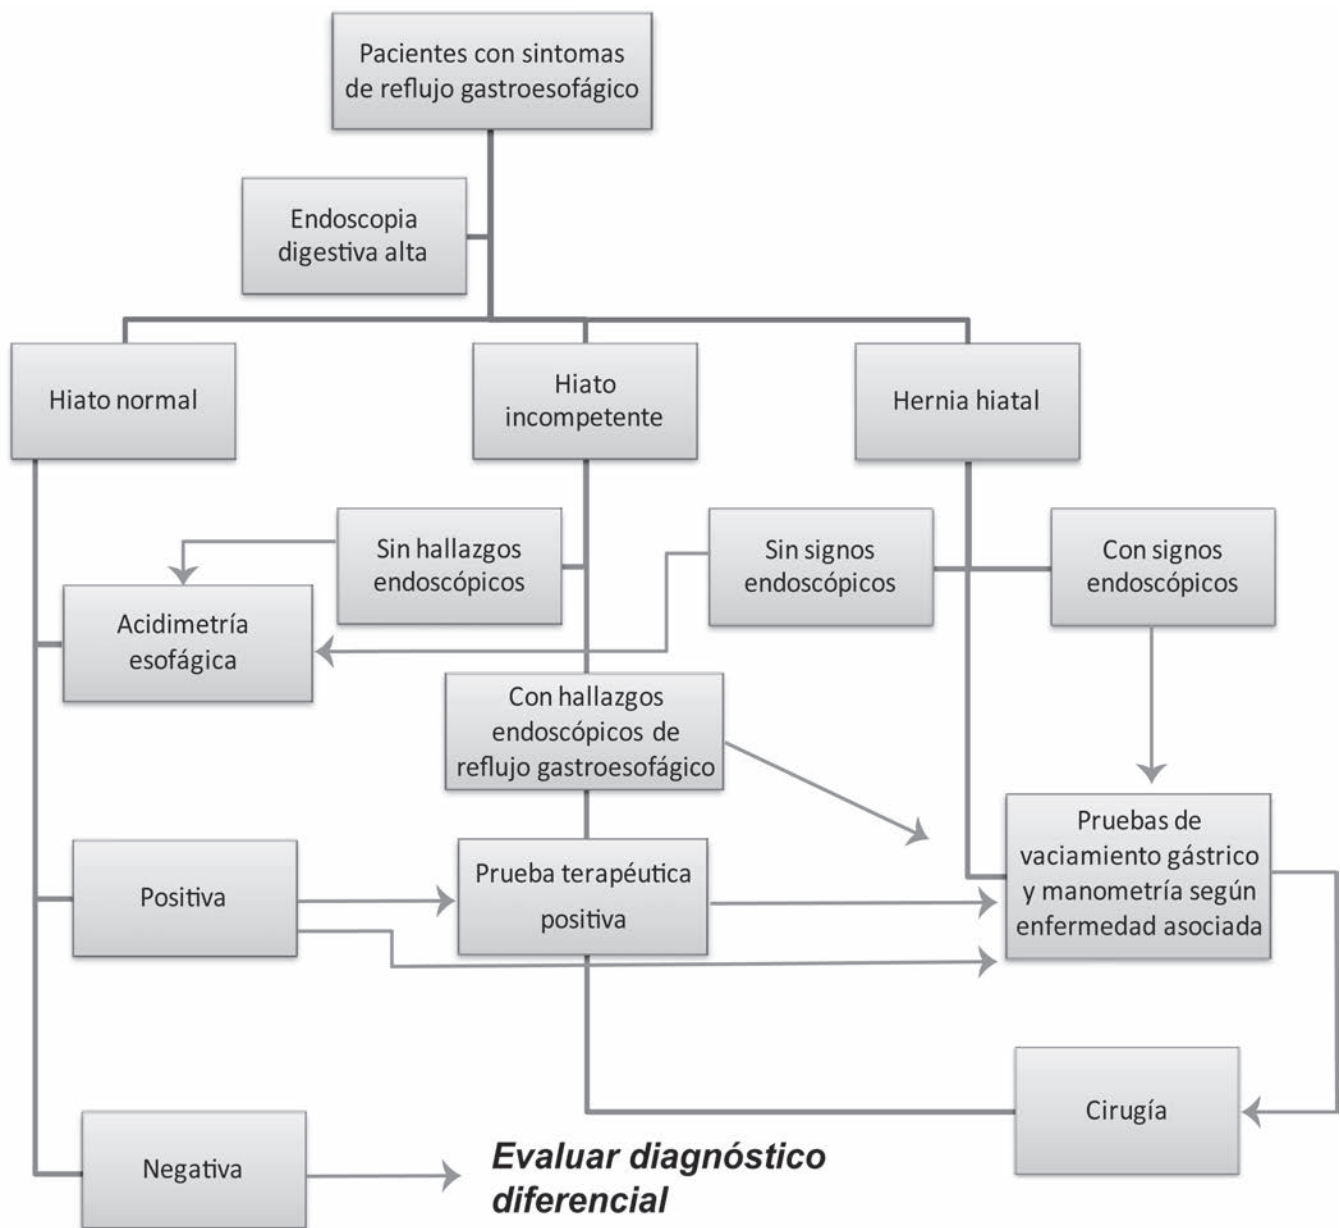 Pacientes con sintomas
de reflujo gastroesofágico
Endoscopia
digestiva alta
Hiato normal
Hiato
incompetente
Hernia hiatal
Sin hallazgos
endoscópicos
Sin signos
endoscópicos
Con signos
endoscópicos
Acidimetría
esofágica
Con hallazgos
endoscópicos de
reflujo gastroesofágico
Pruebas de
vaciamiento gástrico
y manometría según
enfermedad asociada
Positiva
Prueba terapéutica
positiva
Cirugía
Negativa
Evaluar diagnóstico
diferencial